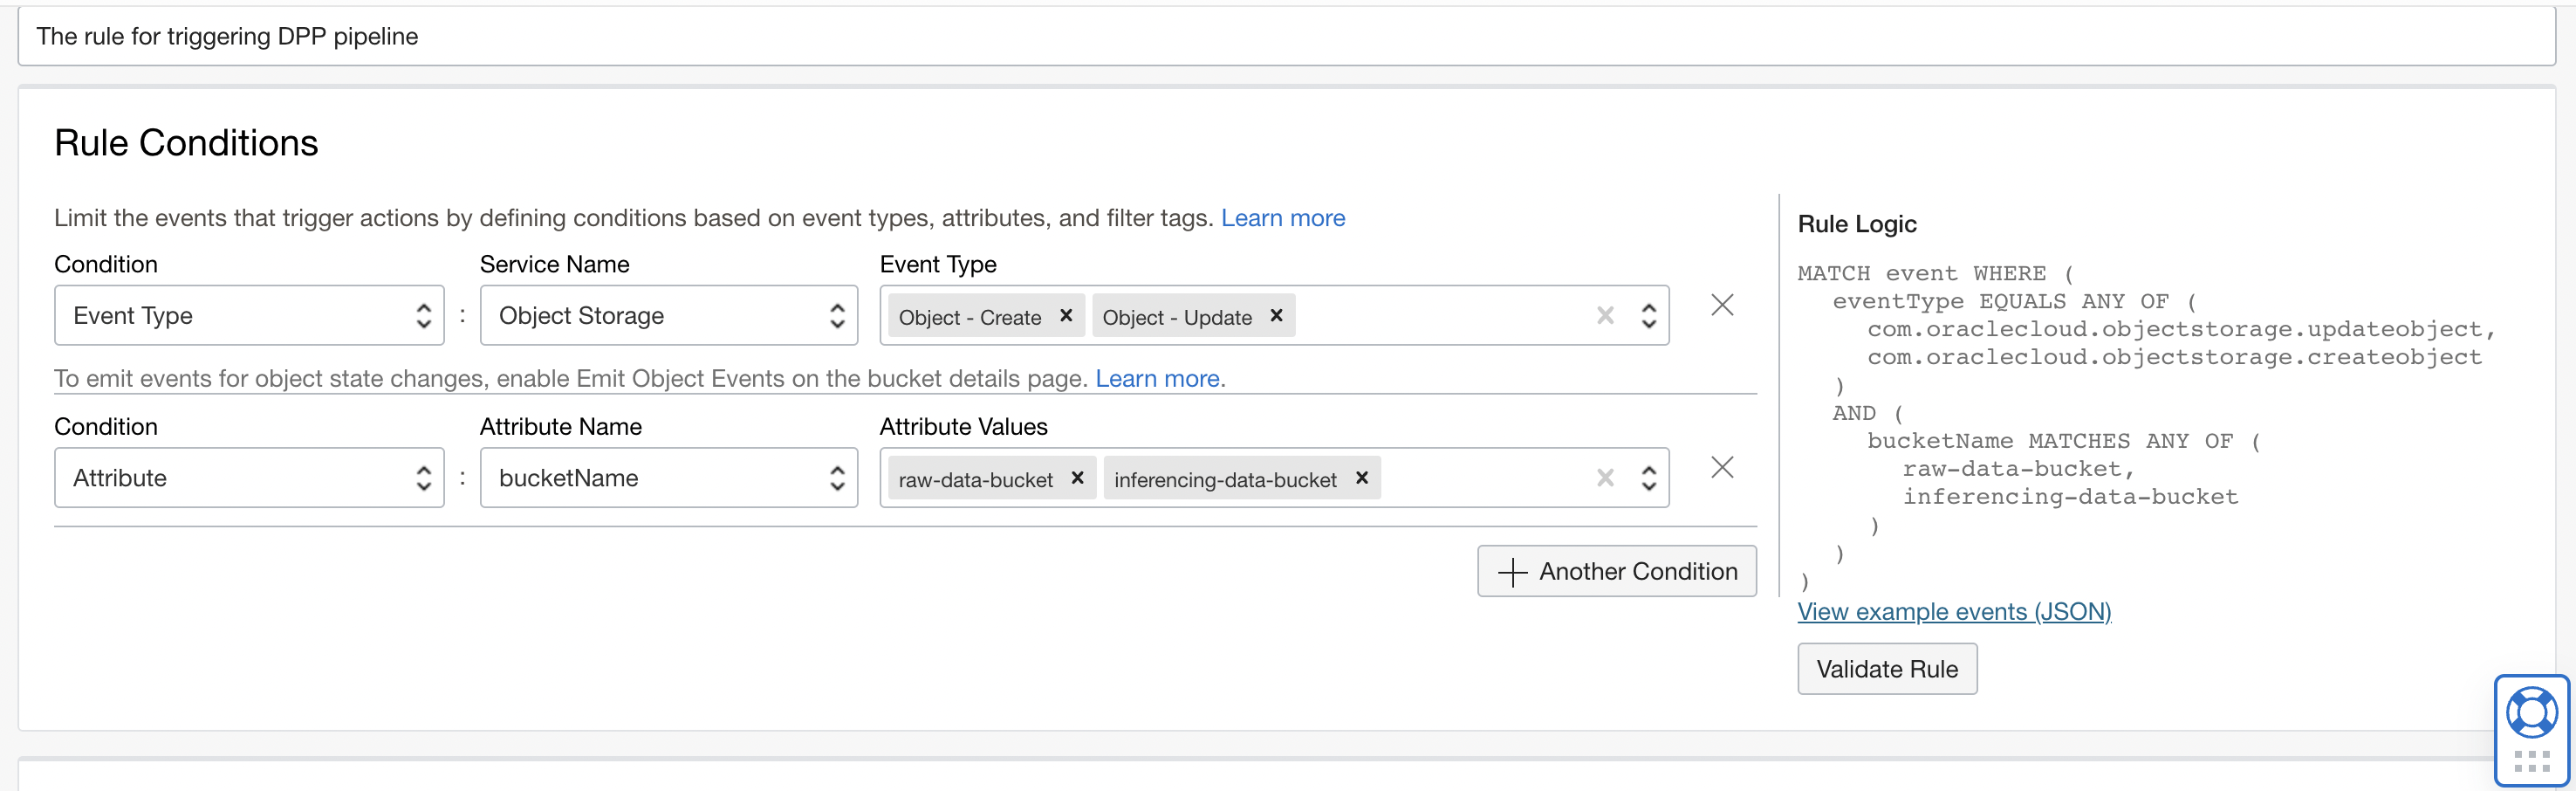 The rule for triggering DPP pipeline
Rule Conditions
Limit the events that trigger actions by defining conditions based on event types, attributes, and filter tags. Learn more
Condition Service Name Event Type
Event Type : Object Storage Object - Create × Object - Update ×
To emit events for object state changes, enable Emit Object Events on the bucket details page. Learn more.
Condition Attribute Name Attribute Values
Attribute : bucketName raw-data-bucket × inferencing-data-bucket ×
+ Another Condition
Rule Logic
MATCH event WHERE (
eventType EQUALS ANY OF (
com.oraclecloud.objectstorage.updateobject,
com.oraclecloud.objectstorage.createobject
)
AND (
bucketName MATCHES ANY OF (
raw-data-bucket,
inferencing-data-bucket
)
)
)
View example events (JSON)
Validate Rule